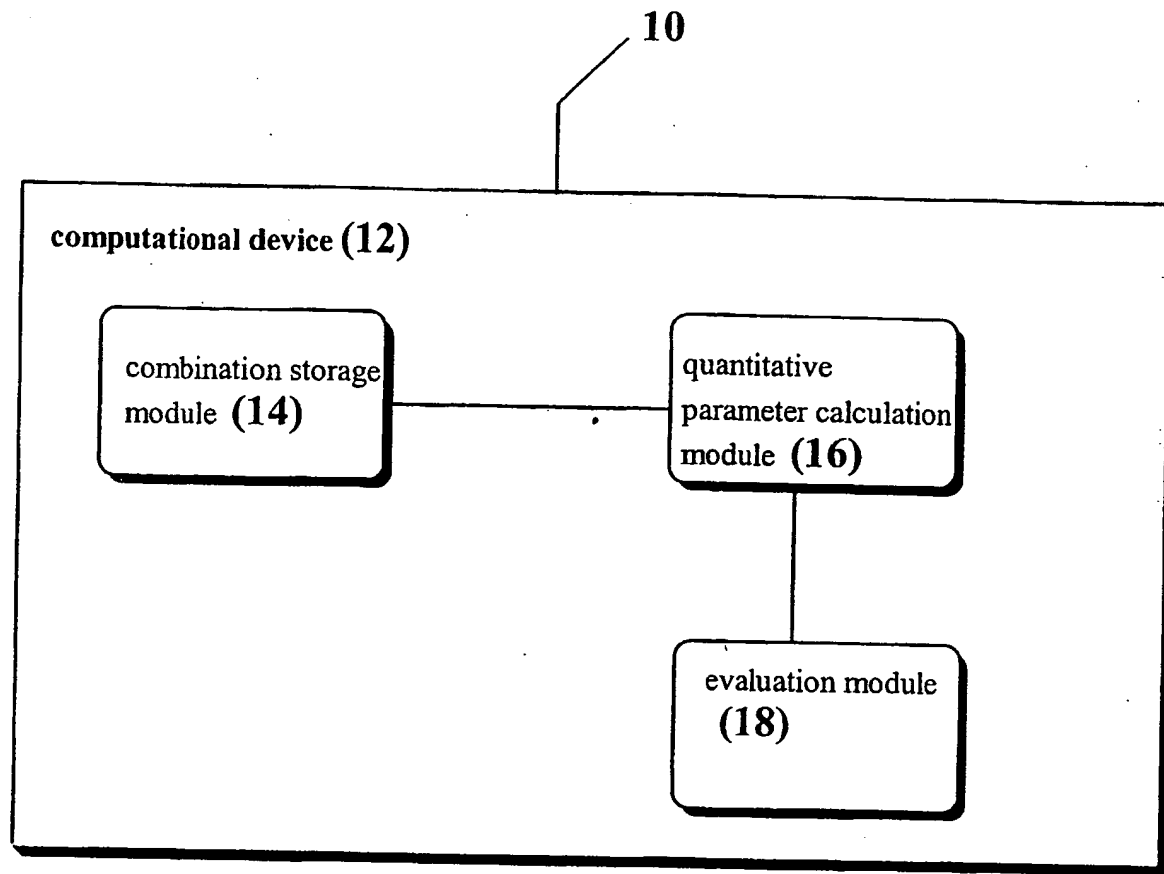 10
computational device (12)
combination storage
module (14)
quantitative
parameter calculation
module (16)
evaluation module
(18)